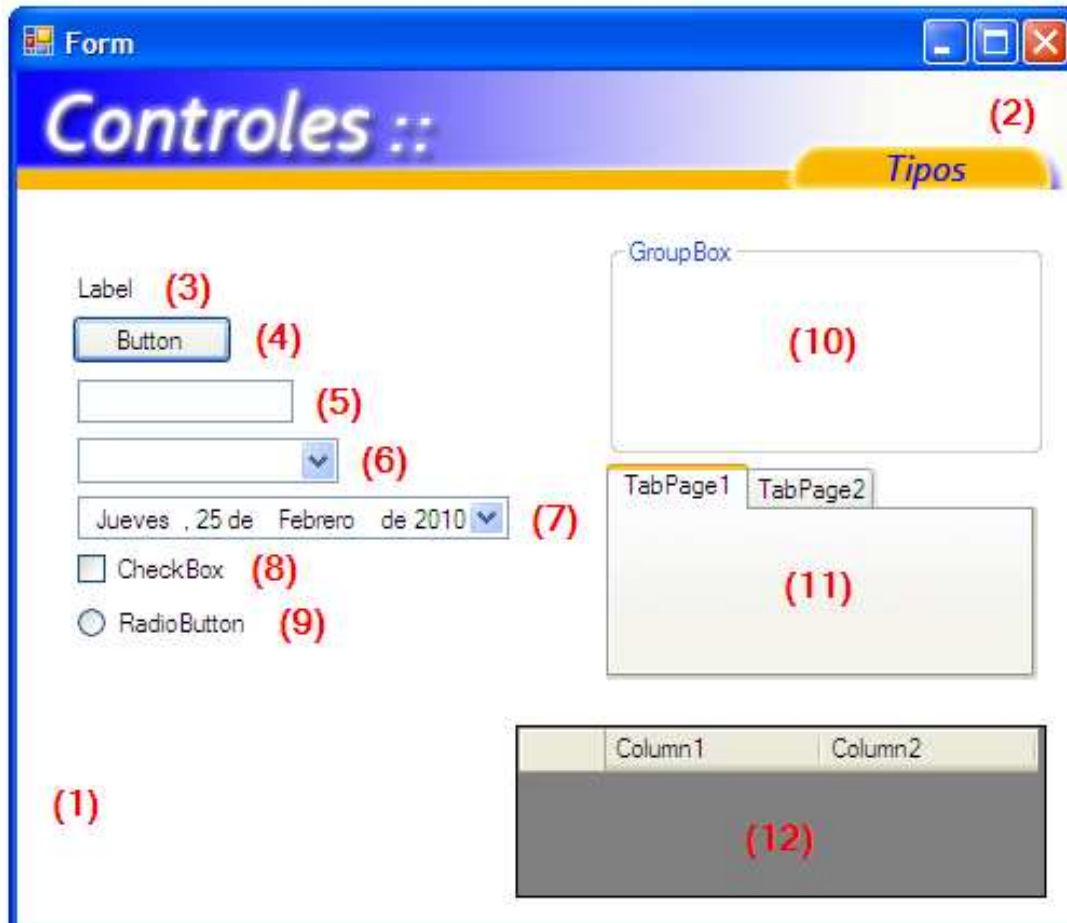 Form
Controles ::
(2)
Tipos
Label (3)
Button (4)
(5)
(6)
Jueves , 25 de Febrero de 2010 (7)
CheckBox (8)
RadioButton (9)
GroupBox
(10)
TabPage1 TabPage2
(11)
Column1 Column2
(12)
(1)